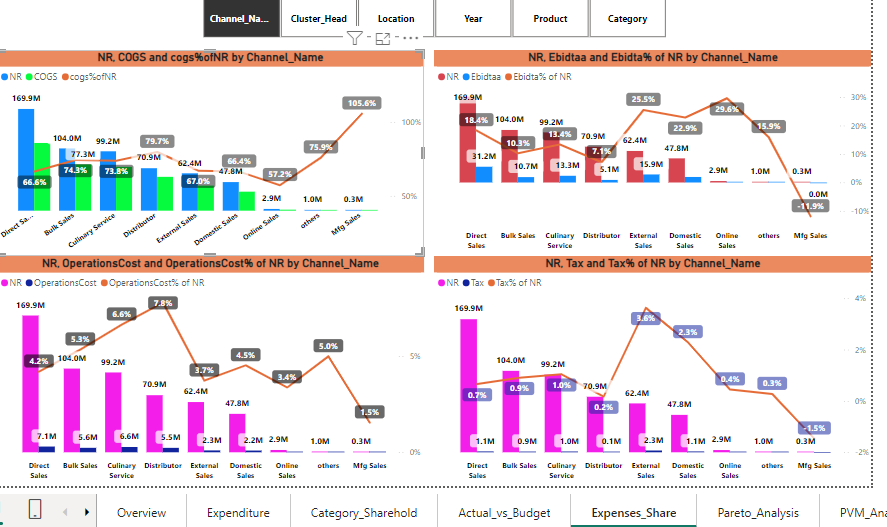 Channel_Na...
Cluster_Head
Location
Year
Product
Category
NR, COGS and cogs%ofNR by Channel_Name
NR COGS cogs%ofNR
169.9M
104.0M
99.2M
70.9M
62.4M
47.8M
2.9M
1.0M
0.3M
77.3M
66.6%
74.3%
73.8%
79.7%
67.0%
66.4%
57.2%
75.9%
105.6%
100%
50%
Direct Sa...
Bulk Sales
Culinary Service
Distributor
External Sales
Domestic Sales
Online Sales
others
Mfg Sales
NR, Ebidtaa and Ebidta% of NR by Channel_Name
NR Ebidtaa Ebidta% of NR
169.9M
104.0M
99.2M
70.9M
62.4M
47.8M
2.9M
1.0M
0.3M
31.2M
10.7M
13.3M
5.1M
15.9M
0.0M
18.4%
10.3%
13.4%
7.1%
25.5%
22.9%
29.6%
15.9%
-11.9%
30%
20%
10%
0%
-10%
Direct Sales
Bulk Sales
Culinary Service
Distributor
External Sales
Domestic Sales
Online Sales
others
Mfg Sales
NR, OperationsCost and OperationsCost% of NR by Channel_Name
NR OperationsCost OperationsCost% of NR
169.9M
104.0M
99.2M
70.9M
62.4M
47.8M
2.9M
1.0M
0.3M
7.1M
5.6M
6.6M
5.5M
2.3M
2.2M
4.2%
5.3%
6.6%
7.8%
3.7%
4.5%
3.4%
5.0%
1.5%
5%
0%
Direct Sales
Bulk Sales
Culinary Service
Distributor
External Sales
Domestic Sales
Online Sales
others
Mfg Sales
NR, Tax and Tax% of NR by Channel_Name
NR Tax Tax% of NR
169.9M
104.0M
99.2M
70.9M
62.4M
47.8M
2.9M
1.0M
0.3M
1.1M
0.9M
1.0M
0.1M
2.3M
1.1M
0.7%
0.9%
1.0%
0.2%
3.6%
2.3%
0.4%
0.3%
-1.5%
4%
2%
0%
-2%
Direct Sales
Bulk Sales
Culinary Service
Distributor
External Sales
Domestic Sales
Online Sales
others
Mfg Sales
Overview
Expenditure
Category_Sharehold
Actual_vs_Budget
Expenses_Share
Pareto_Analysis
PVM_Ana